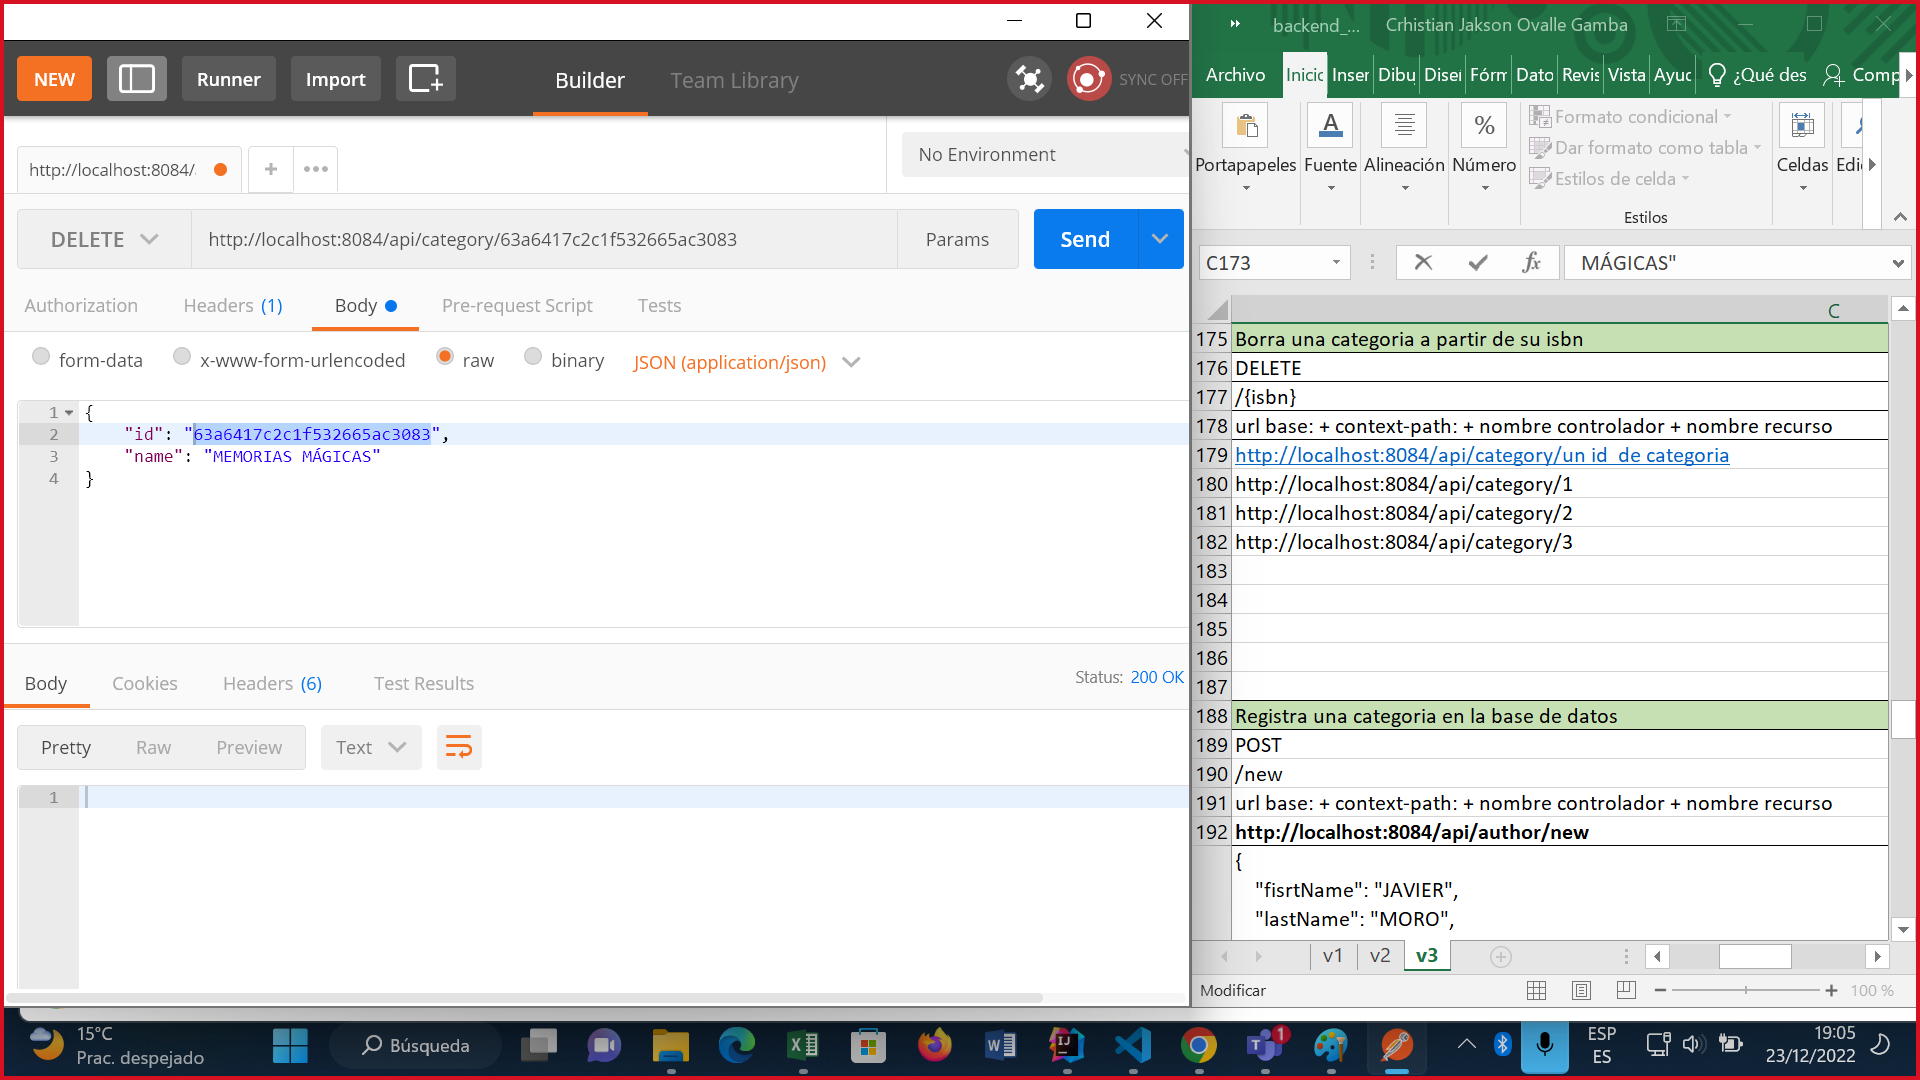 NEW
Runner
Import
Builder
Team Library
SYNC OFF
http://localhost:8084/
No Environment
DELETE
http://localhost:8084/api/category/63a6417c2c1f532665ac3083
Params
Send
Authorization
Headers (1)
Body
Pre-request Script
Tests
form-data
x-www-form-urlencoded
raw
binary
JSON (application/json)
1 {
2 "id": "63a6417c2c1f532665ac3083",
3 "name": "MEMORIAS MÁGICAS"
4 }
Body
Cookies
Headers (6)
Test Results
Status: 200 OK
Pretty
Raw
Preview
Text
1
backend_...
Crhistian Jakson Ovalle Gamba
Archivo
Inicio
Inser
Dibu
Disei
Fórm
Dato
Revis
Vista
Ayuc
¿Qué des
Comp
Portapapeles
Fuente
Alineación
Número
Formato condicional
Dar formato como tabla
Estilos de celda
Estilos
Celdas
Edi
C173
fx
MÁGICAS"
C
175 Borra una categoria a partir de su isbn
176 DELETE
177 /{isbn}
178 url base: + context-path: + nombre controlador + nombre recurso
179 http://localhost:8084/api/category/un id de categoria
180 http://localhost:8084/api/category/1
181 http://localhost:8084/api/category/2
182 http://localhost:8084/api/category/3
183
184
185
186
187
188 Registra una categoria en la base de datos
189 POST
190 /new
191 url base: + context-path: + nombre controlador + nombre recurso
192 http://localhost:8084/api/author/new
{
"fisrtName": "JAVIER",
"lastName": "MORO",
v1
v2
v3
Modificar
100 %
15°C
Prac. despejado
Búsqueda
1
ESP
ES
19:05
23/12/2022